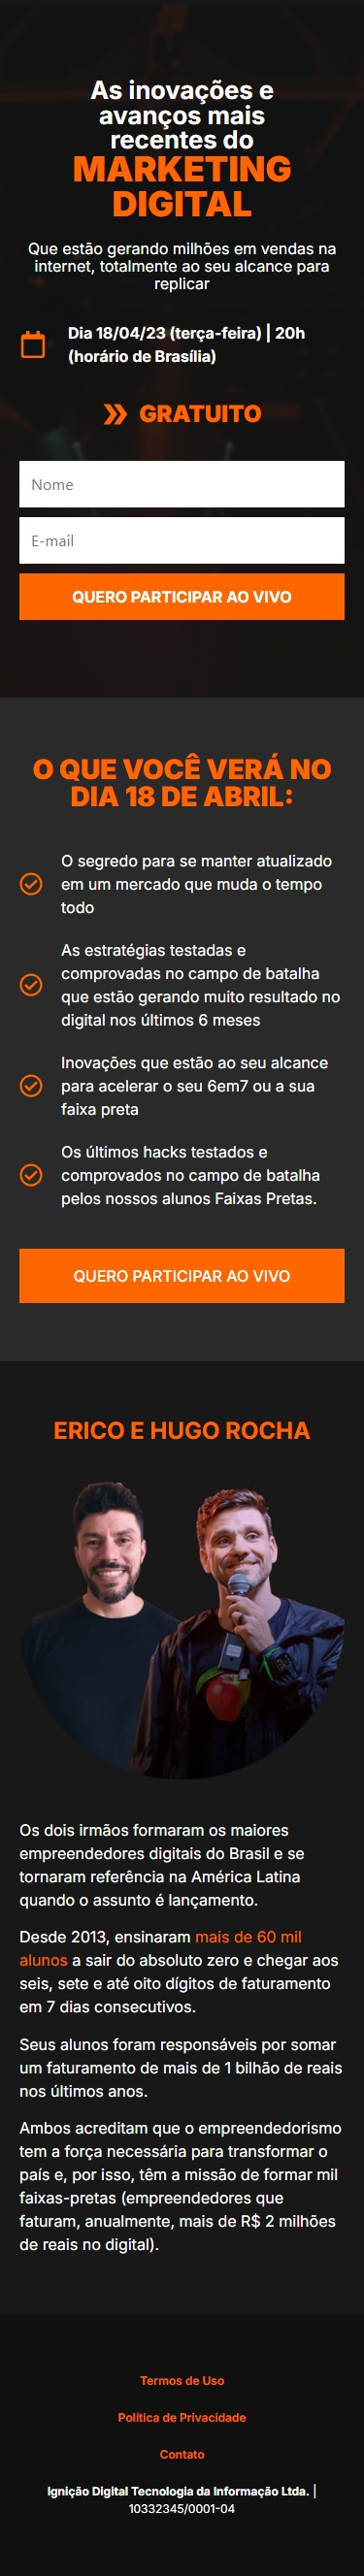 As inovações e
avanços mais
recentes do
MARKETING
DIGITAL
Que estão gerando milhões em vendas na
internet, totalmente ao seu alcance para
replicar
Dia 18/04/23 (terça-feira) | 20h
(horário de Brasília)
GRATUITO
Nome
E-mail
QUERO PARTICIPAR AO VIVO
O QUE VOCÊ VERÁ NO
DIA 18 DE ABRIL:
O segredo para se manter atualizado
em um mercado que muda o tempo
todo
As estratégias testadas e
comprovadas no campo de batalha
que estão gerando muito resultado no
digital nos últimos 6 meses
Inovações que estão ao seu alcance
para acelerar o seu 6em7 ou a sua
faixa preta
Os últimos hacks testados e
comprovados no campo de batalha
pelos nossos alunos Faixas Pretas.
QUERO PARTICIPAR AO VIVO
ERICO E HUGO ROCHA
Os dois irmãos formaram os maiores
empreendedores digitais do Brasil e se
tornaram referência na América Latina
quando o assunto é lançamento.
Desde 2013, ensinaram mais de 60 mil
alunos a sair do absoluto zero e chegar aos
seis, sete e até oito dígitos de faturamento
em 7 dias consecutivos.
Seus alunos foram responsáveis por somar
um faturamento de mais de 1 bilhão de reais
nos últimos anos.
Ambos acreditam que o empreendedorismo
tem a força necessária para transformar o
país e, por isso, têm a missão de formar mil
faixas-pretas (empreendedores que
faturam, anualmente, mais de R$ 2 milhões
de reais no digital).
Termos de Uso
Política de Privacidade
Contato
Ignição Digital Tecnologia da Informação Ltda. |
10332345/0001-04